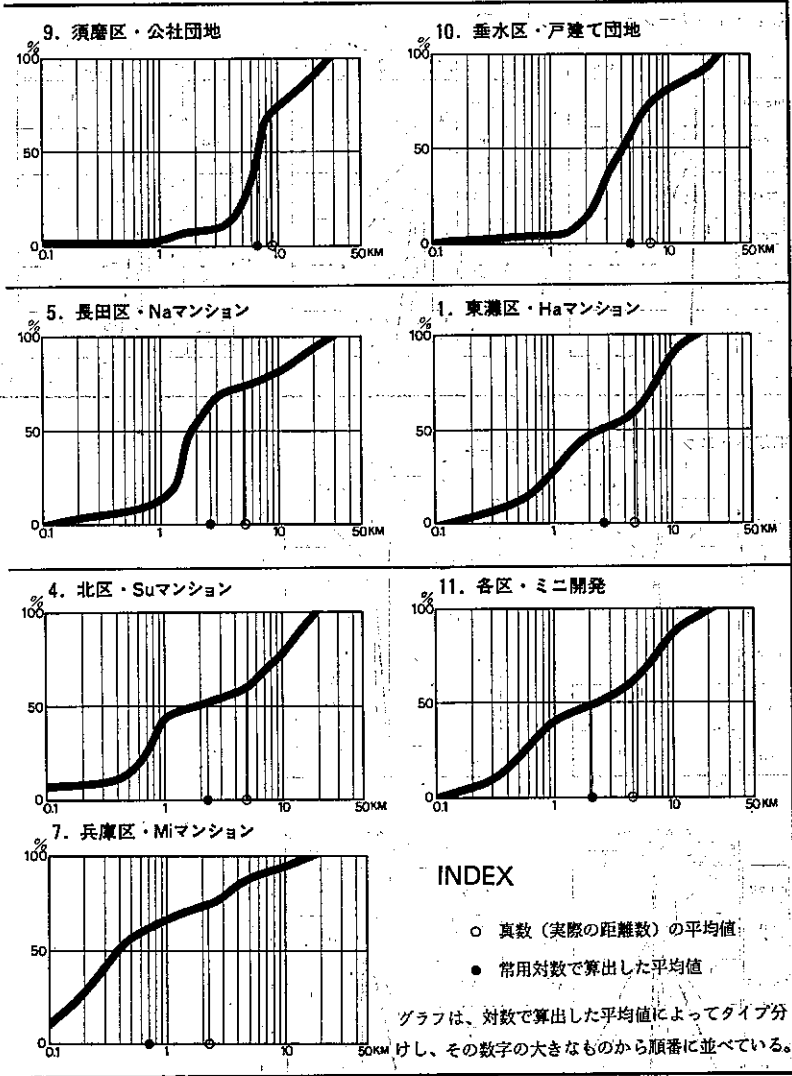 9. 須磨区・公社団地
%
100
50
0
0.1
1
10
50KM
10. 垂水区・戸建て団地
%
100
50
0
0.1
1
10
50KM
5. 長田区・Naマンション
%
100
50
0
0.1
1
10
50KM
1. 東灘区・Haマンション
%
100
50
0
0.1
1
10
50KM
4. 北区・Suマンション
%
100
50
0
0.1
1
10
50KM
11. 各区・ミニ開発
%
100
50
0
0.1
1
10
50KM
7. 兵庫区・Miマンション
%
100
50
0
0.1
1
10
50KM
INDEX
○ 真数(実際の距離数)の平均値
● 常用対数で算出した平均値
グラフは、対数で算出した平均値によってタイプ分
けし、その数字の大きなものから順番に並べている。